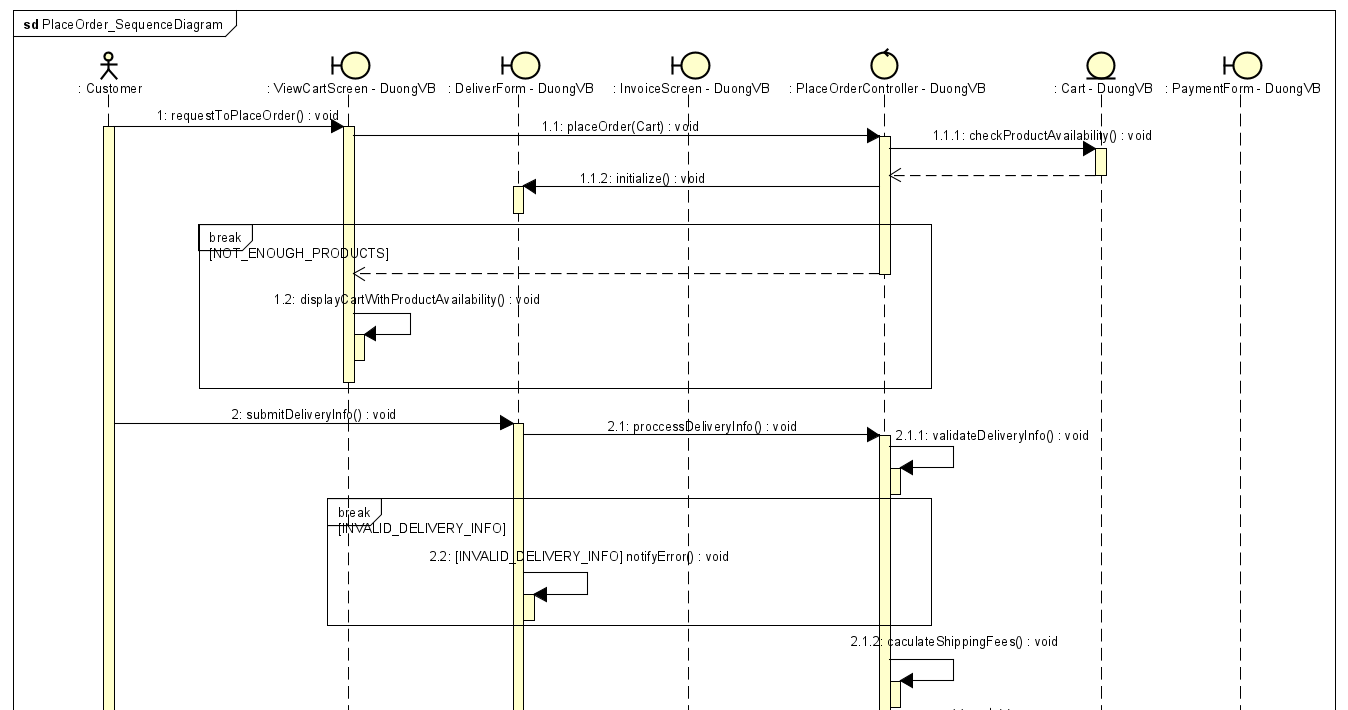 sd PlaceOrder_SequenceDiagram
: Customer
: ViewCartScreen - DuongVB
: DeliverForm - DuongVB
: InvoiceScreen - DuongVB
: PlaceOrderController - DuongVB
: Cart - DuongVB
: PaymentForm - DuongVB
1: requestToPlaceOrder() : void
1.1: placeOrder(Cart) : void
1.1.1: checkProductAvailability() : void
1.1.2: initialize() : void
break
[NOT_ENOUGH_PRODUCTS]
1.2: displayCartWithProductAvailability() : void
2: submitDeliveryInfo() : void
2.1: proccessDeliveryInfo() : void
2.1.1: validateDeliveryInfo() : void
break
[INVALID_DELIVERY_INFO]
2.2: [INVALID_DELIVERY_INFO] notifyError() : void
2.1.2: caculateShippingFees() : void